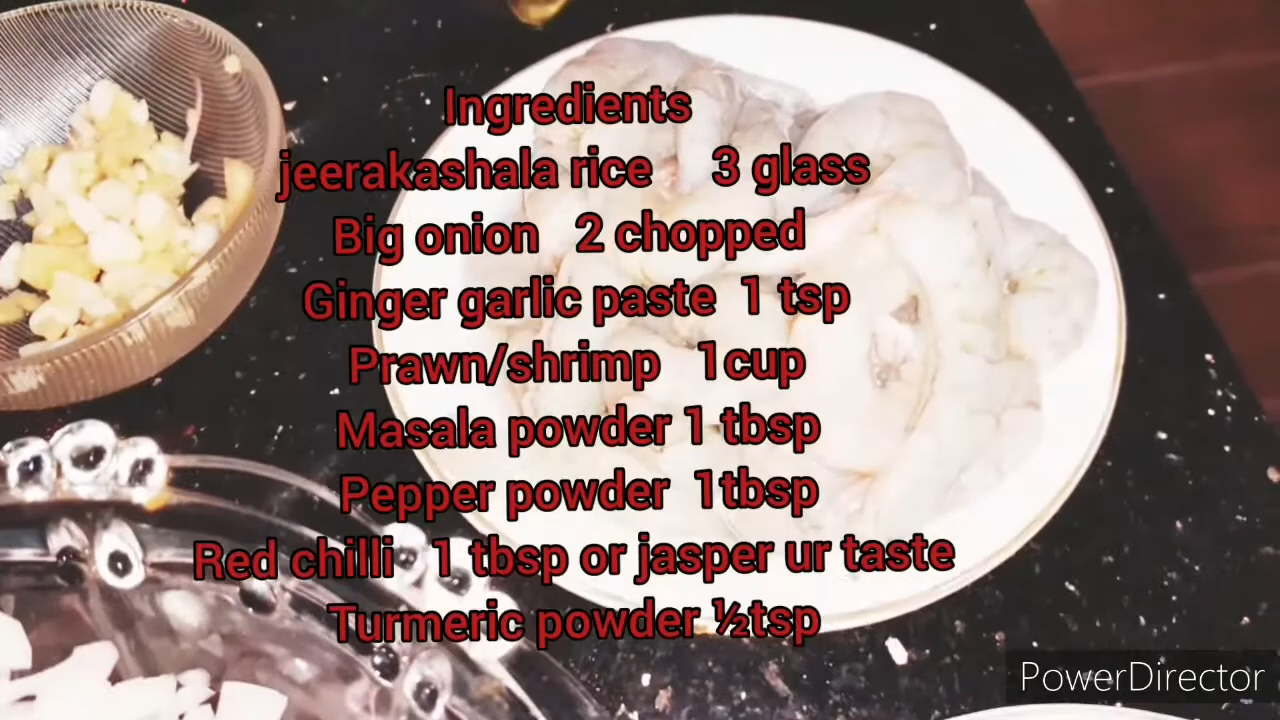 Ingredients
jeerakashala rice 3 glass
Big onion 2 chopped
Ginger garlic paste 1 tsp
Prawn/shrimp 1cup
Masala powder 1 tbsp
Pepper powder 1tbsp
Red chilli 1 tbsp or jasper ur taste
Turmeric powder ½tsp
PowerDirector